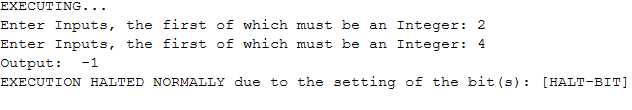 EXECUTING...
Enter Inputs, the first of which must be an Integer: 2
Enter Inputs, the first of which must be an Integer: 4
Output:  -1
EXECUTION HALTED NORMALLY due to the setting of the bit(s): [HALT-BIT]